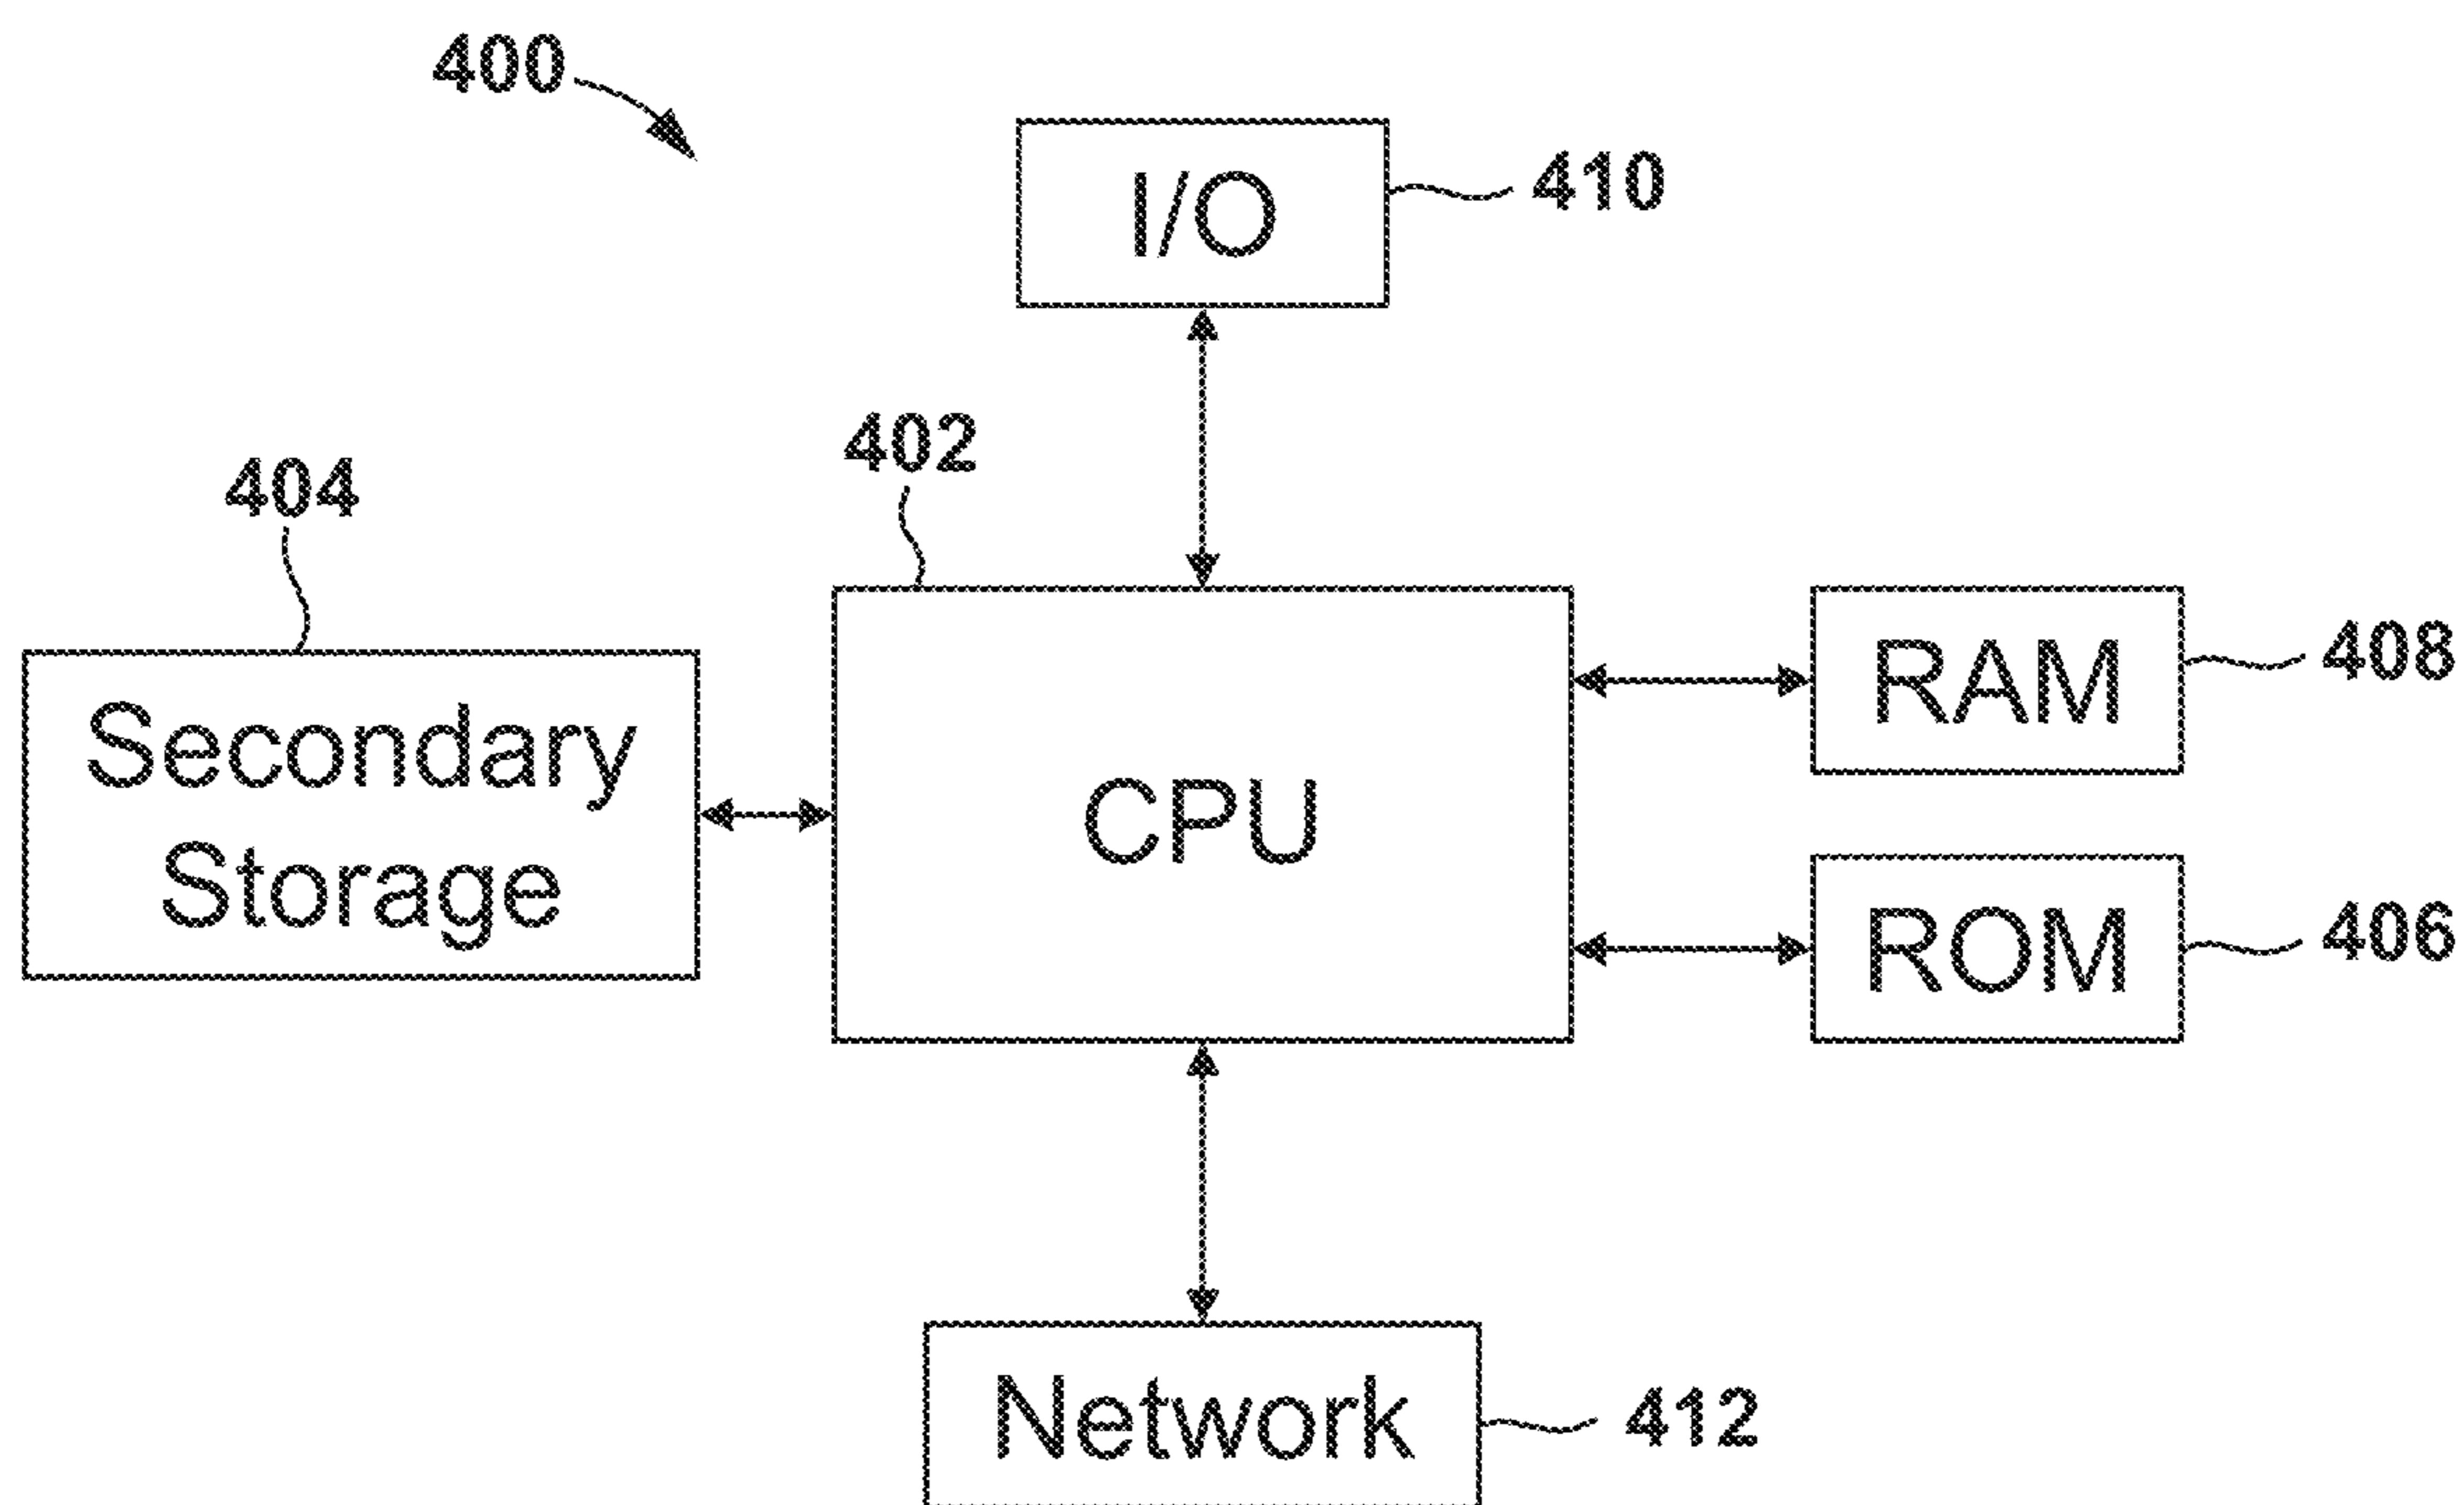 400
I/O
410
402
404
Secondary
Storage
CPU
RAM
408
ROM
406
Network
412